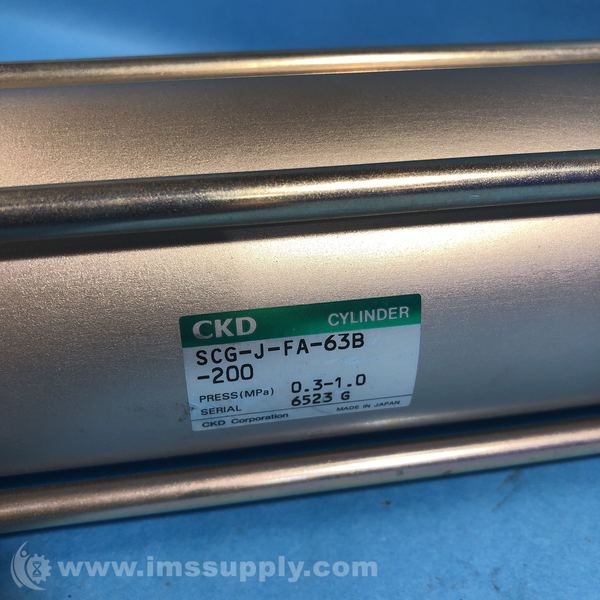 CKD CYLINDER
SCG-J-FA-63B
-200
PRESS(MPa) 0.3-1.0
SERIAL 6523 G
CKD Corporation MADE IN JAPAN
www.imssupply.com